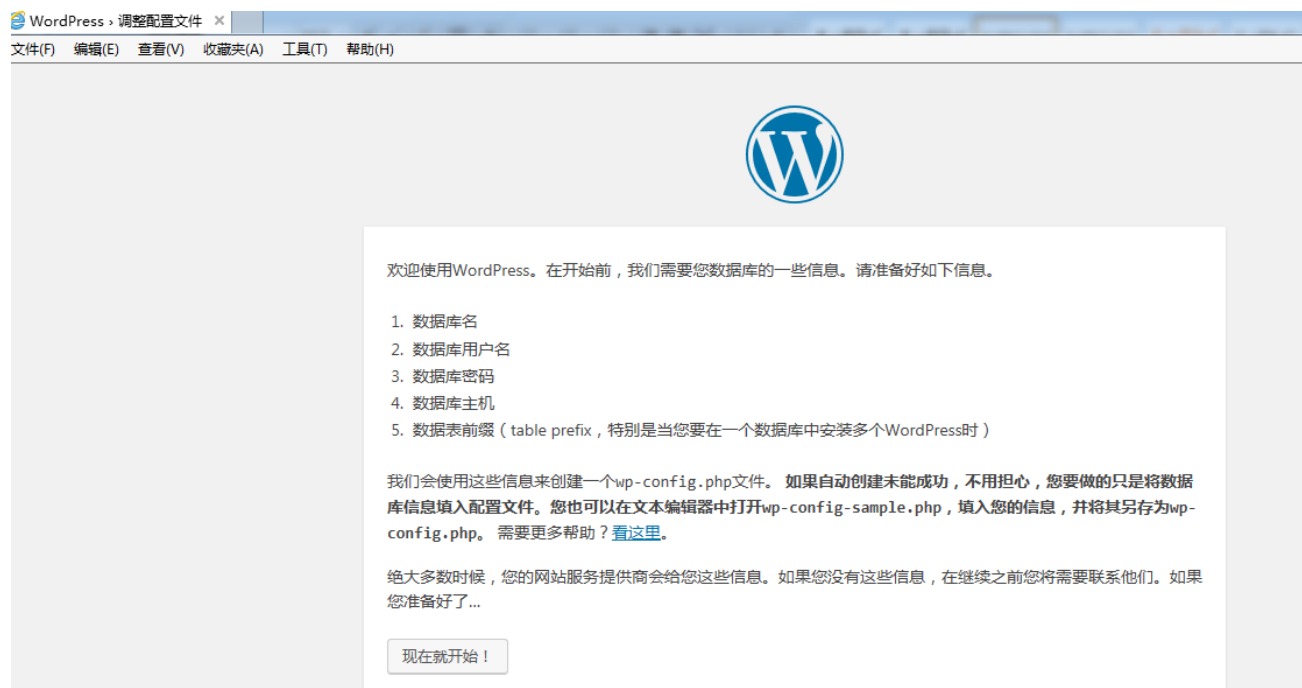 WordPress › 调整配置文件 ×
文件(F) 编辑(E) 查看(V) 收藏夹(A) 工具(T) 帮助(H)
欢迎使用WordPress。在开始前，我们需要您数据库的一些信息。请准备好如下信息。
1. 数据库名
2. 数据库用户名
3. 数据库密码
4. 数据库主机
5. 数据表前缀（table prefix，特别是当您要在一个数据库中安装多个WordPress时）
我们会使用这些信息来创建一个wp-config.php文件。 如果自动创建未能成功，不用担心，您要做的只是将数据
库信息填入配置文件。您也可以在文本编辑器中打开wp-config-sample.php，填入您的信息，并将其另存为wp-
config.php。 需要更多帮助？看这里。
绝大多数时候，您的网站服务提供商会给您这些信息。如果您没有这些信息，在继续之前您将需要联系他们。如果
您准备好了...
现在就开始！